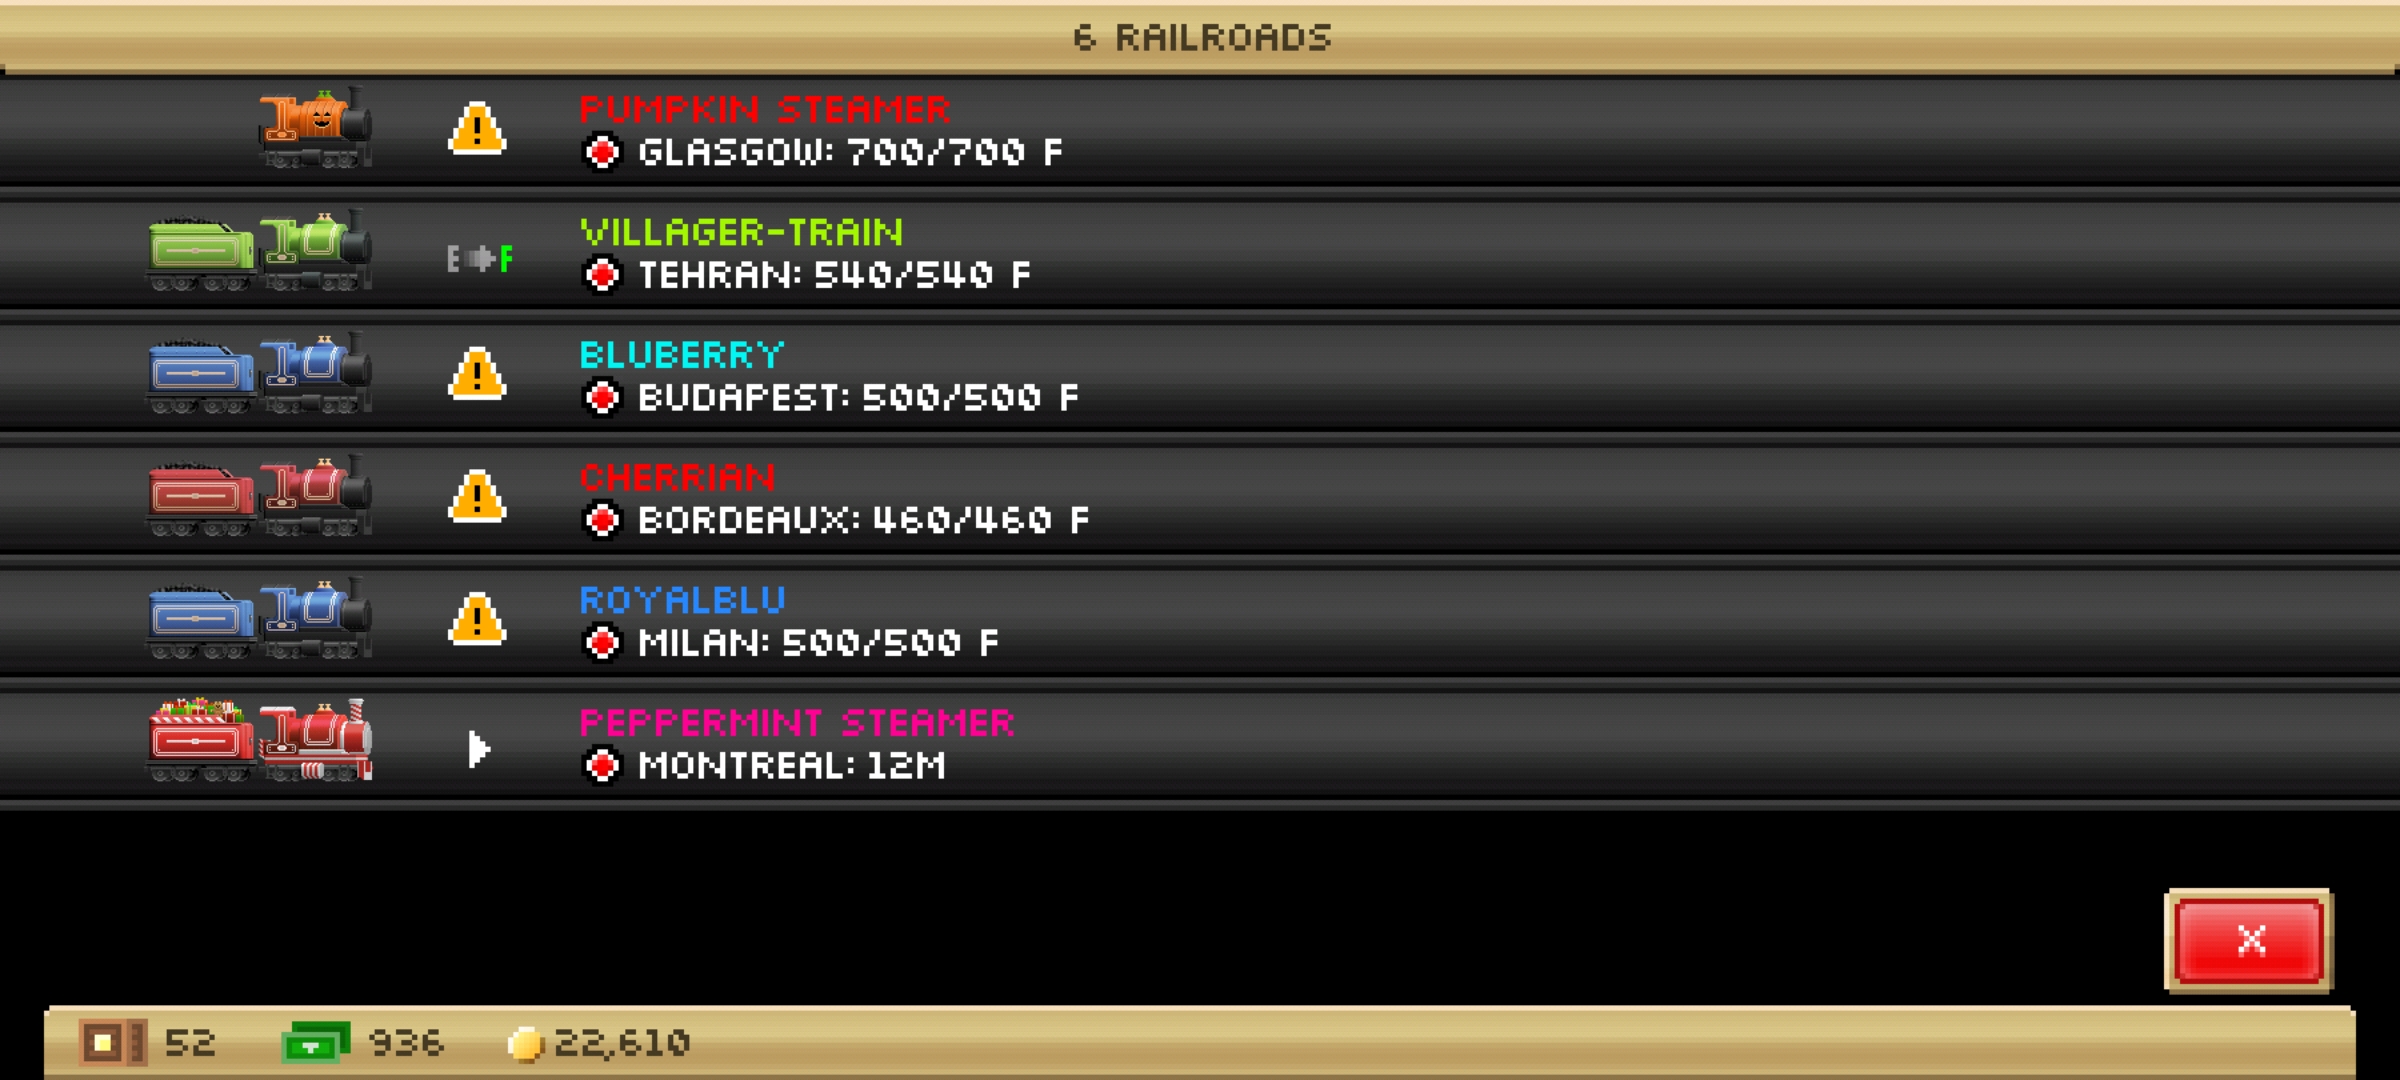 6 RAILROADS
PUMPKIN STEAMER
GLASGOW: 700/700 F
VILLAGER-TRAIN
E F
TEHRAN: 540/540 F
BLUBERRY
BUDAPEST: 500/500 F
CHERRIAN
BORDEAUX: 460/460 F
ROYALBLU
MILAN: 500/500 F
PEPPERMINT STEAMER
MONTREAL: 12M
X
52 936 22,610